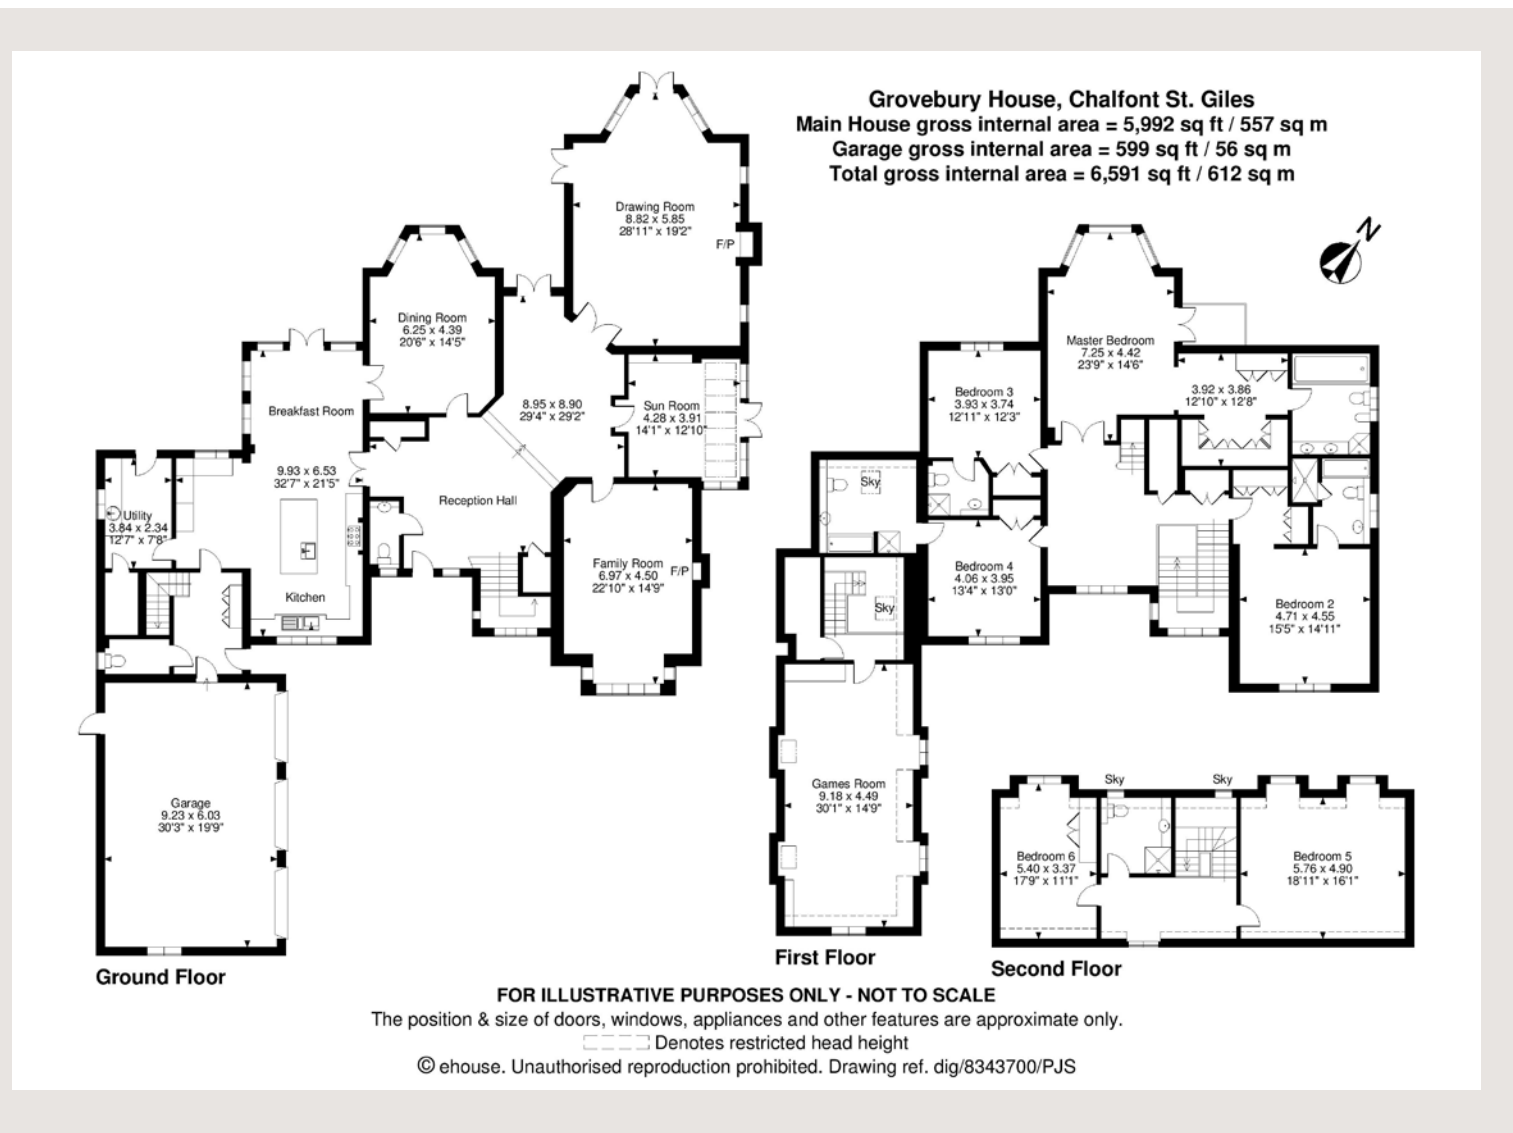 Grovebury House, Chalfont St. Giles
Main House gross internal area = 5,992 sq ft / 557 sq m
Garage gross internal area = 599 sq ft / 56 sq m
Total gross internal area = 6,591 sq ft / 612 sq m
N
Drawing Room
8.82 x 5.85
28'11" x 19'2"
F/P
Dining Room
6.25 x 4.39
20'6" x 14'5"
Breakfast Room
8.95 x 8.90
29'4" x 29'2"
Sun Room
4.28 x 3.91
14'1" x 12'10"
9.93 x 6.53
32'7" x 21'5"
Reception Hall
Utility
3.84 x 2.34
12'7" x 7'8"
Family Room
6.97 x 4.50
22'10" x 14'9"
F/P
Kitchen
Garage
9.23 x 6.03
30'3" x 19'9"
Ground Floor
Master Bedroom
7.25 x 4.42
23'9" x 14'6"
Bedroom 3
3.93 x 3.74
12'11" x 12'3"
3.92 x 3.86
12'10" x 12'8"
Sky
Bedroom 4
4.06 x 3.95
13'4" x 13'0"
Sky
Bedroom 2
4.71 x 4.55
15'5" x 14'11"
Games Room
9.18 x 4.49
30'1" x 14'9"
First Floor
Sky
Sky
Bedroom 6
5.40 x 3.37
17'9" x 11'1"
Bedroom 5
5.76 x 4.90
18'11" x 16'1"
Second Floor
FOR ILLUSTRATIVE PURPOSES ONLY - NOT TO SCALE
The position & size of doors, windows, appliances and other features are approximate only.
Denotes restricted head height
© ehouse. Unauthorised reproduction prohibited. Drawing ref. dig/8343700/PJS